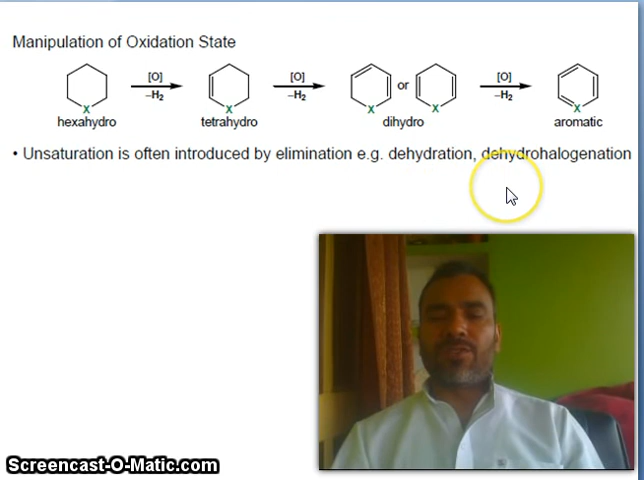 Manipulation of Oxidation State
[O] [O] [O]
–H2 –H2 or –H2
X X X X X
hexahydro tetrahydro dihydro aromatic
• Unsaturation is often introduced by elimination e.g. dehydration, dehydrohalogenation
Screencast-O-Matic.com